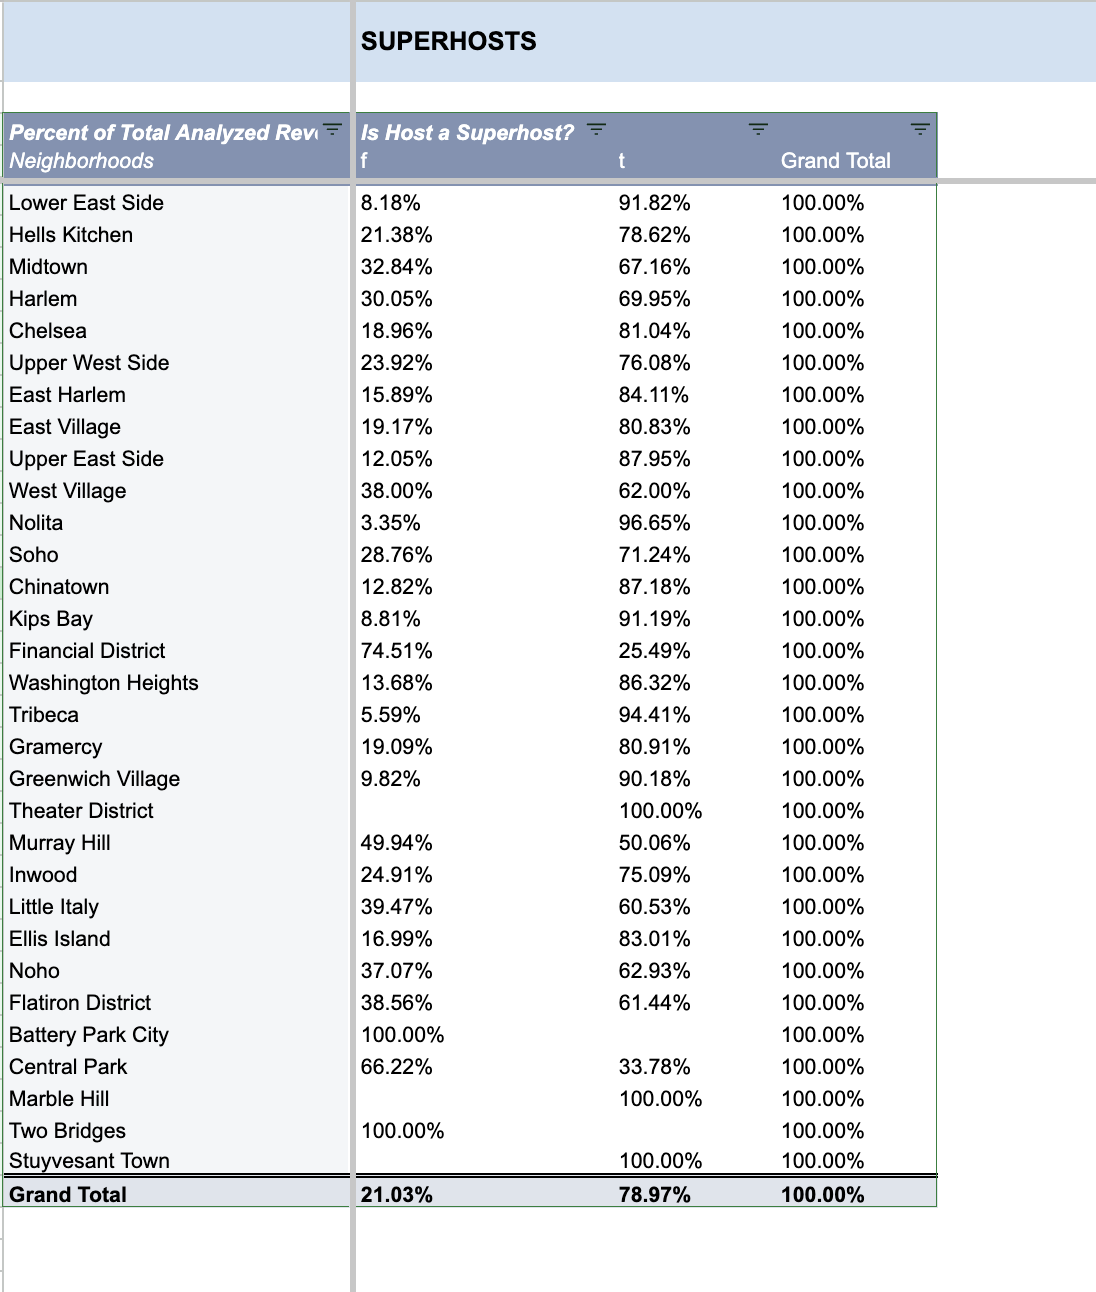 SUPERHOSTS
Percent of Total Analyzed Rev Is Host a Superhost?
Neighborhoods f t Grand Total
Lower East Side 8.18% 91.82% 100.00%
Hells Kitchen 21.38% 78.62% 100.00%
Midtown 32.84% 67.16% 100.00%
Harlem 30.05% 69.95% 100.00%
Chelsea 18.96% 81.04% 100.00%
Upper West Side 23.92% 76.08% 100.00%
East Harlem 15.89% 84.11% 100.00%
East Village 19.17% 80.83% 100.00%
Upper East Side 12.05% 87.95% 100.00%
West Village 38.00% 62.00% 100.00%
Nolita 3.35% 96.65% 100.00%
Soho 28.76% 71.24% 100.00%
Chinatown 12.82% 87.18% 100.00%
Kips Bay 8.81% 91.19% 100.00%
Financial District 74.51% 25.49% 100.00%
Washington Heights 13.68% 86.32% 100.00%
Tribeca 5.59% 94.41% 100.00%
Gramercy 19.09% 80.91% 100.00%
Greenwich Village 9.82% 90.18% 100.00%
Theater District 100.00% 100.00%
Murray Hill 49.94% 50.06% 100.00%
Inwood 24.91% 75.09% 100.00%
Little Italy 39.47% 60.53% 100.00%
Ellis Island 16.99% 83.01% 100.00%
Noho 37.07% 62.93% 100.00%
Flatiron District 38.56% 61.44% 100.00%
Battery Park City 100.00% 100.00%
Central Park 66.22% 33.78% 100.00%
Marble Hill 100.00% 100.00%
Two Bridges 100.00% 100.00%
Stuyvesant Town 100.00% 100.00%
Grand Total 21.03% 78.97% 100.00%